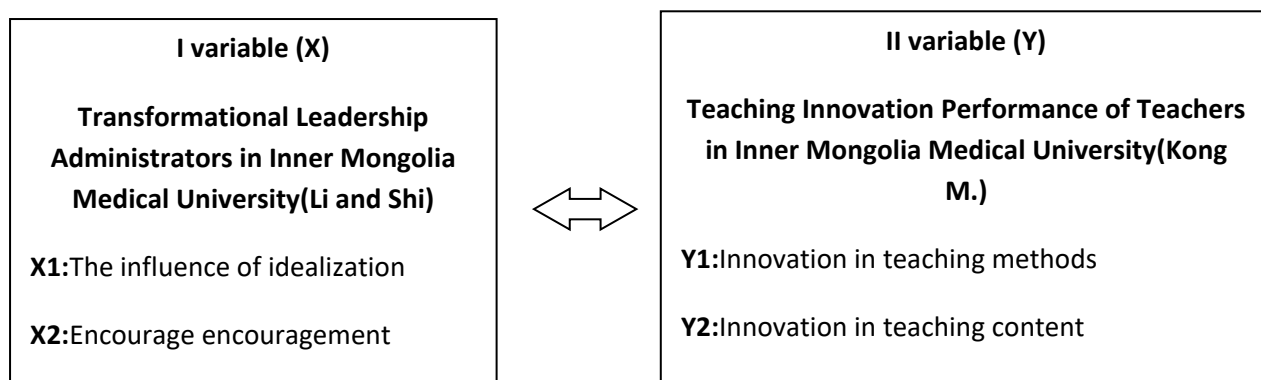 I variable (X)
Transformational Leadership
Administrators in Inner Mongolia
Medical University(Li and Shi)
X1:The influence of idealization
X2:Encourage encouragement
II variable (Y)
Teaching Innovation Performance of Teachers
in Inner Mongolia Medical University(Kong
M.)
Y1:Innovation in teaching methods
Y2:Innovation in teaching content